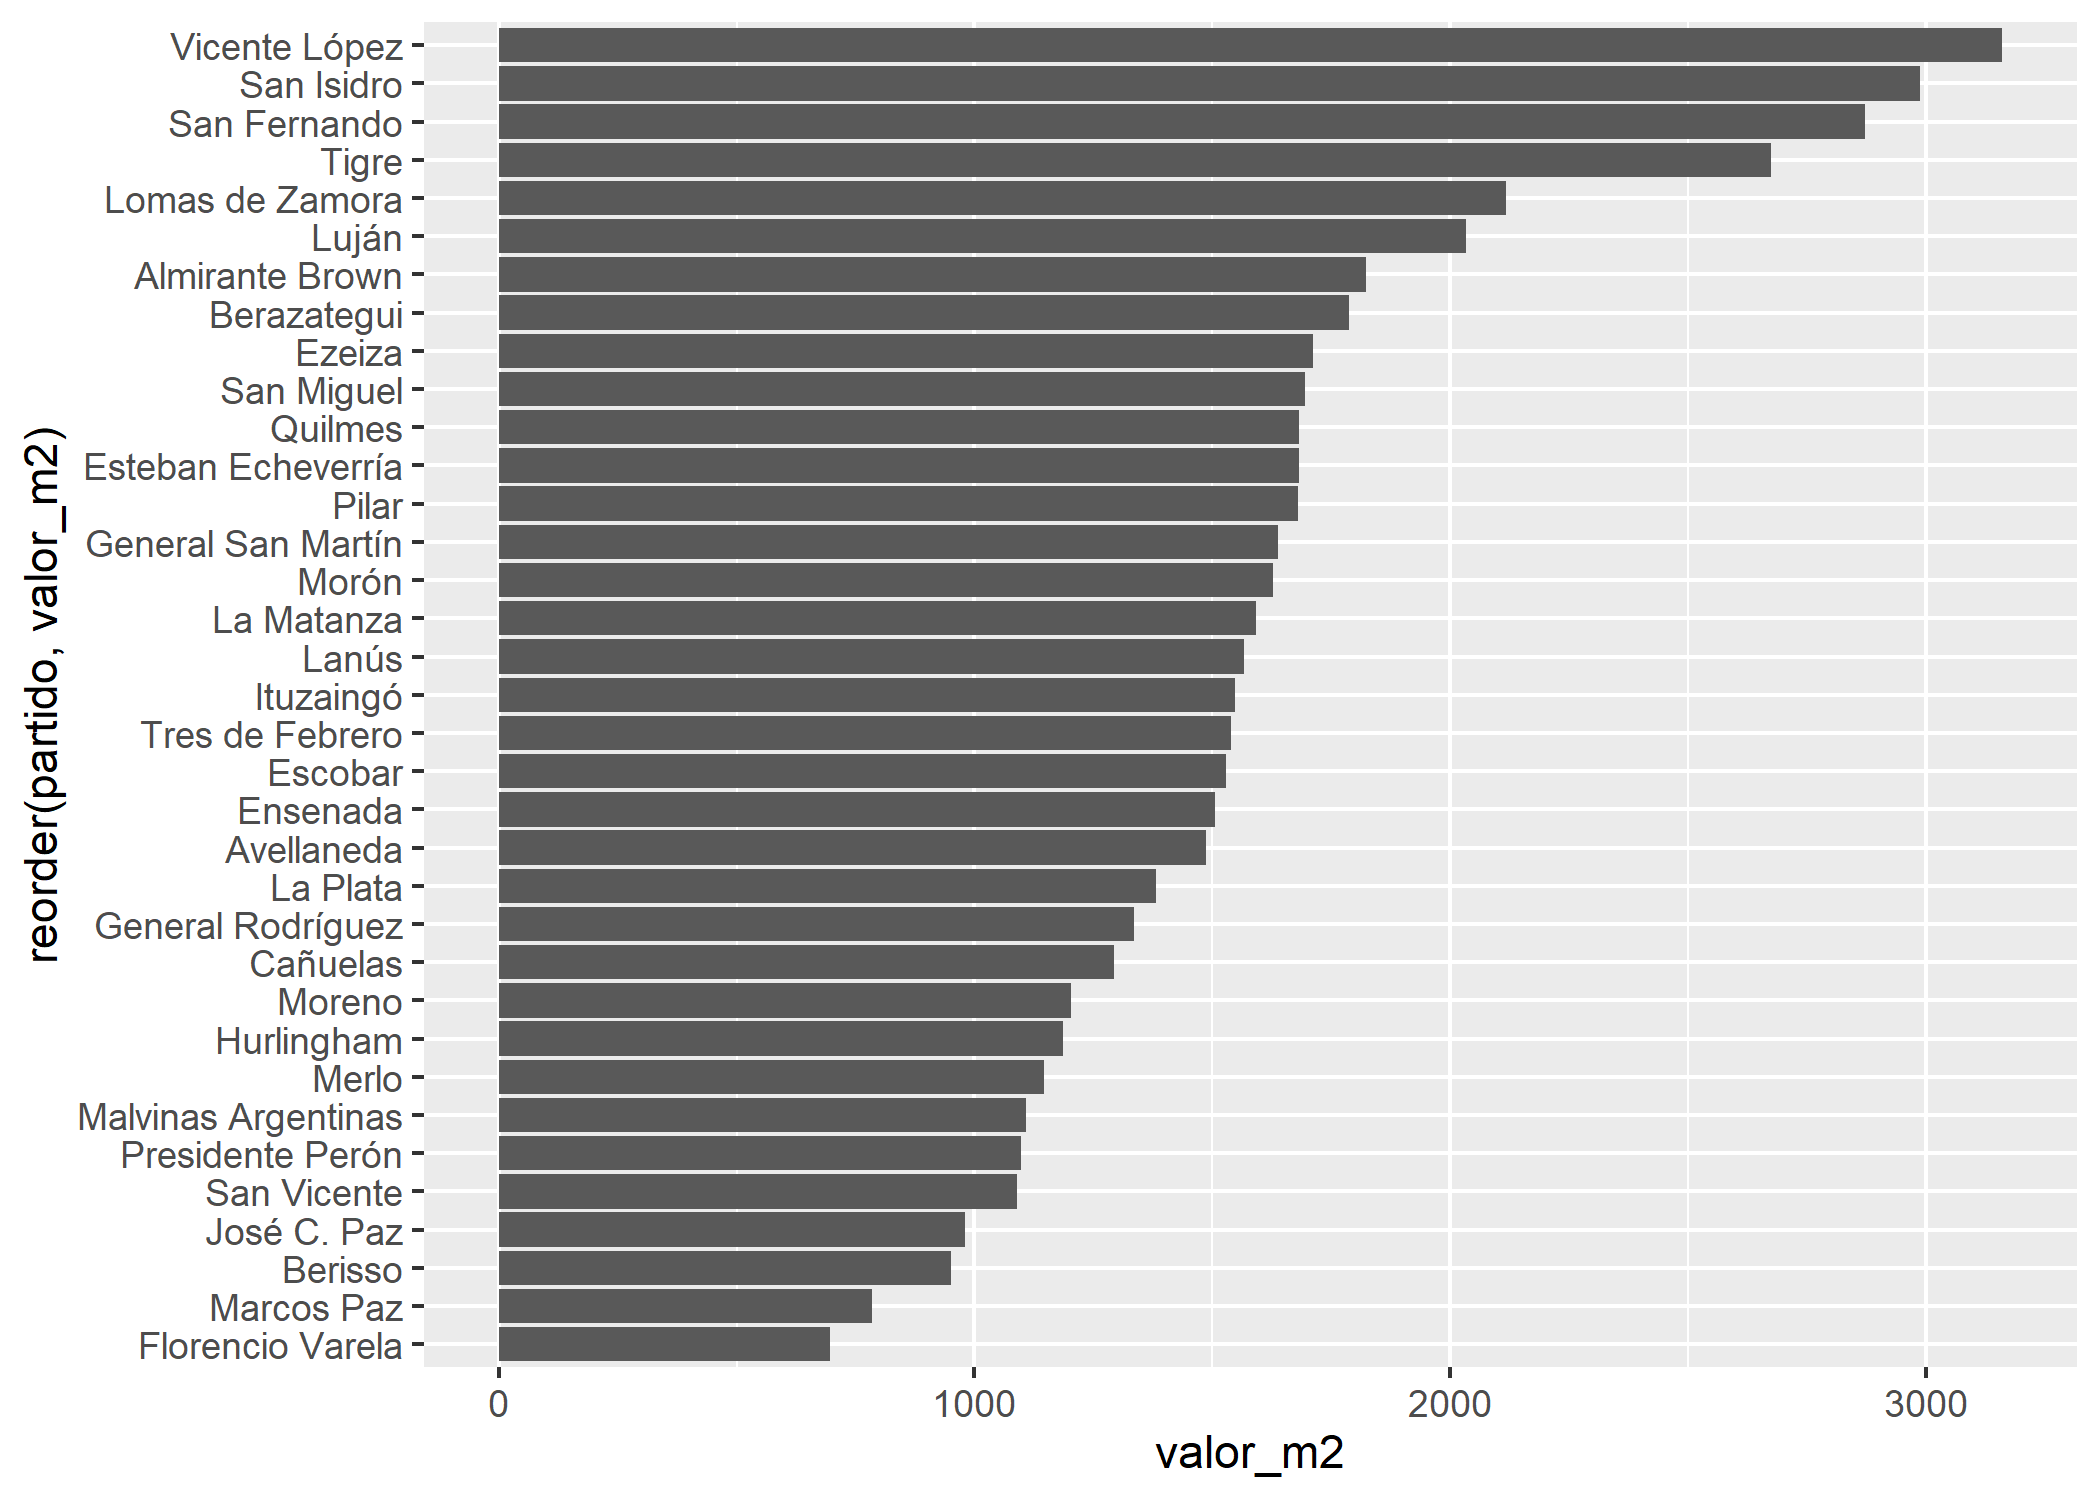 Vicente López
San Isidro
San Fernando
Tigre
Lomas de Zamora
Luján
Almirante Brown
Berazategui
Ezeiza
San Miguel
Quilmes
Esteban Echeverría
Pilar
General San Martín
Morón
La Matanza
Lanús
Ituzaingó
Tres de Febrero
Escobar
Ensenada
Avellaneda
La Plata
General Rodríguez
Cañuelas
Moreno
Hurlingham
Merlo
Malvinas Argentinas
Presidente Perón
San Vicente
José C. Paz
Berisso
Marcos Paz
Florencio Varela
reorder(partido, valor_m2)
0 1000 2000 3000
valor_m2